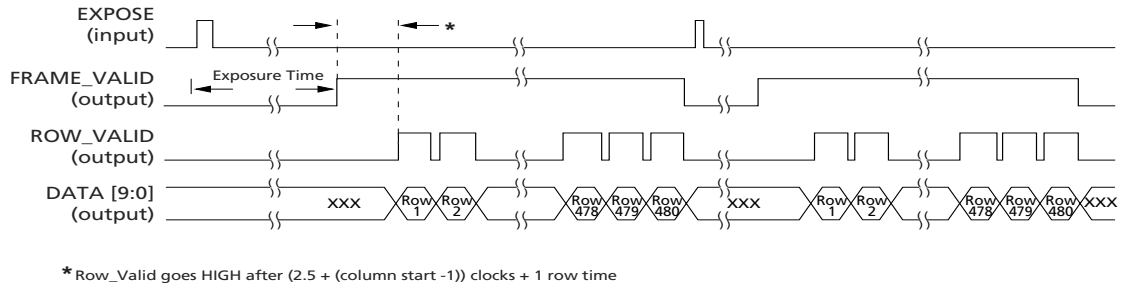 EXPOSE
(input)
*
FRAME_VALID
(output)
Exposure Time
ROW_VALID
(output)
DATA [9:0]
(output)
xxx
Row 1
Row 2
Row 478
Row 479
Row 480
xxx
Row 1
Row 2
Row 478
Row 479
Row 480
xxx
* Row_Valid goes HIGH after (2.5 + (column start -1)) clocks + 1 row time